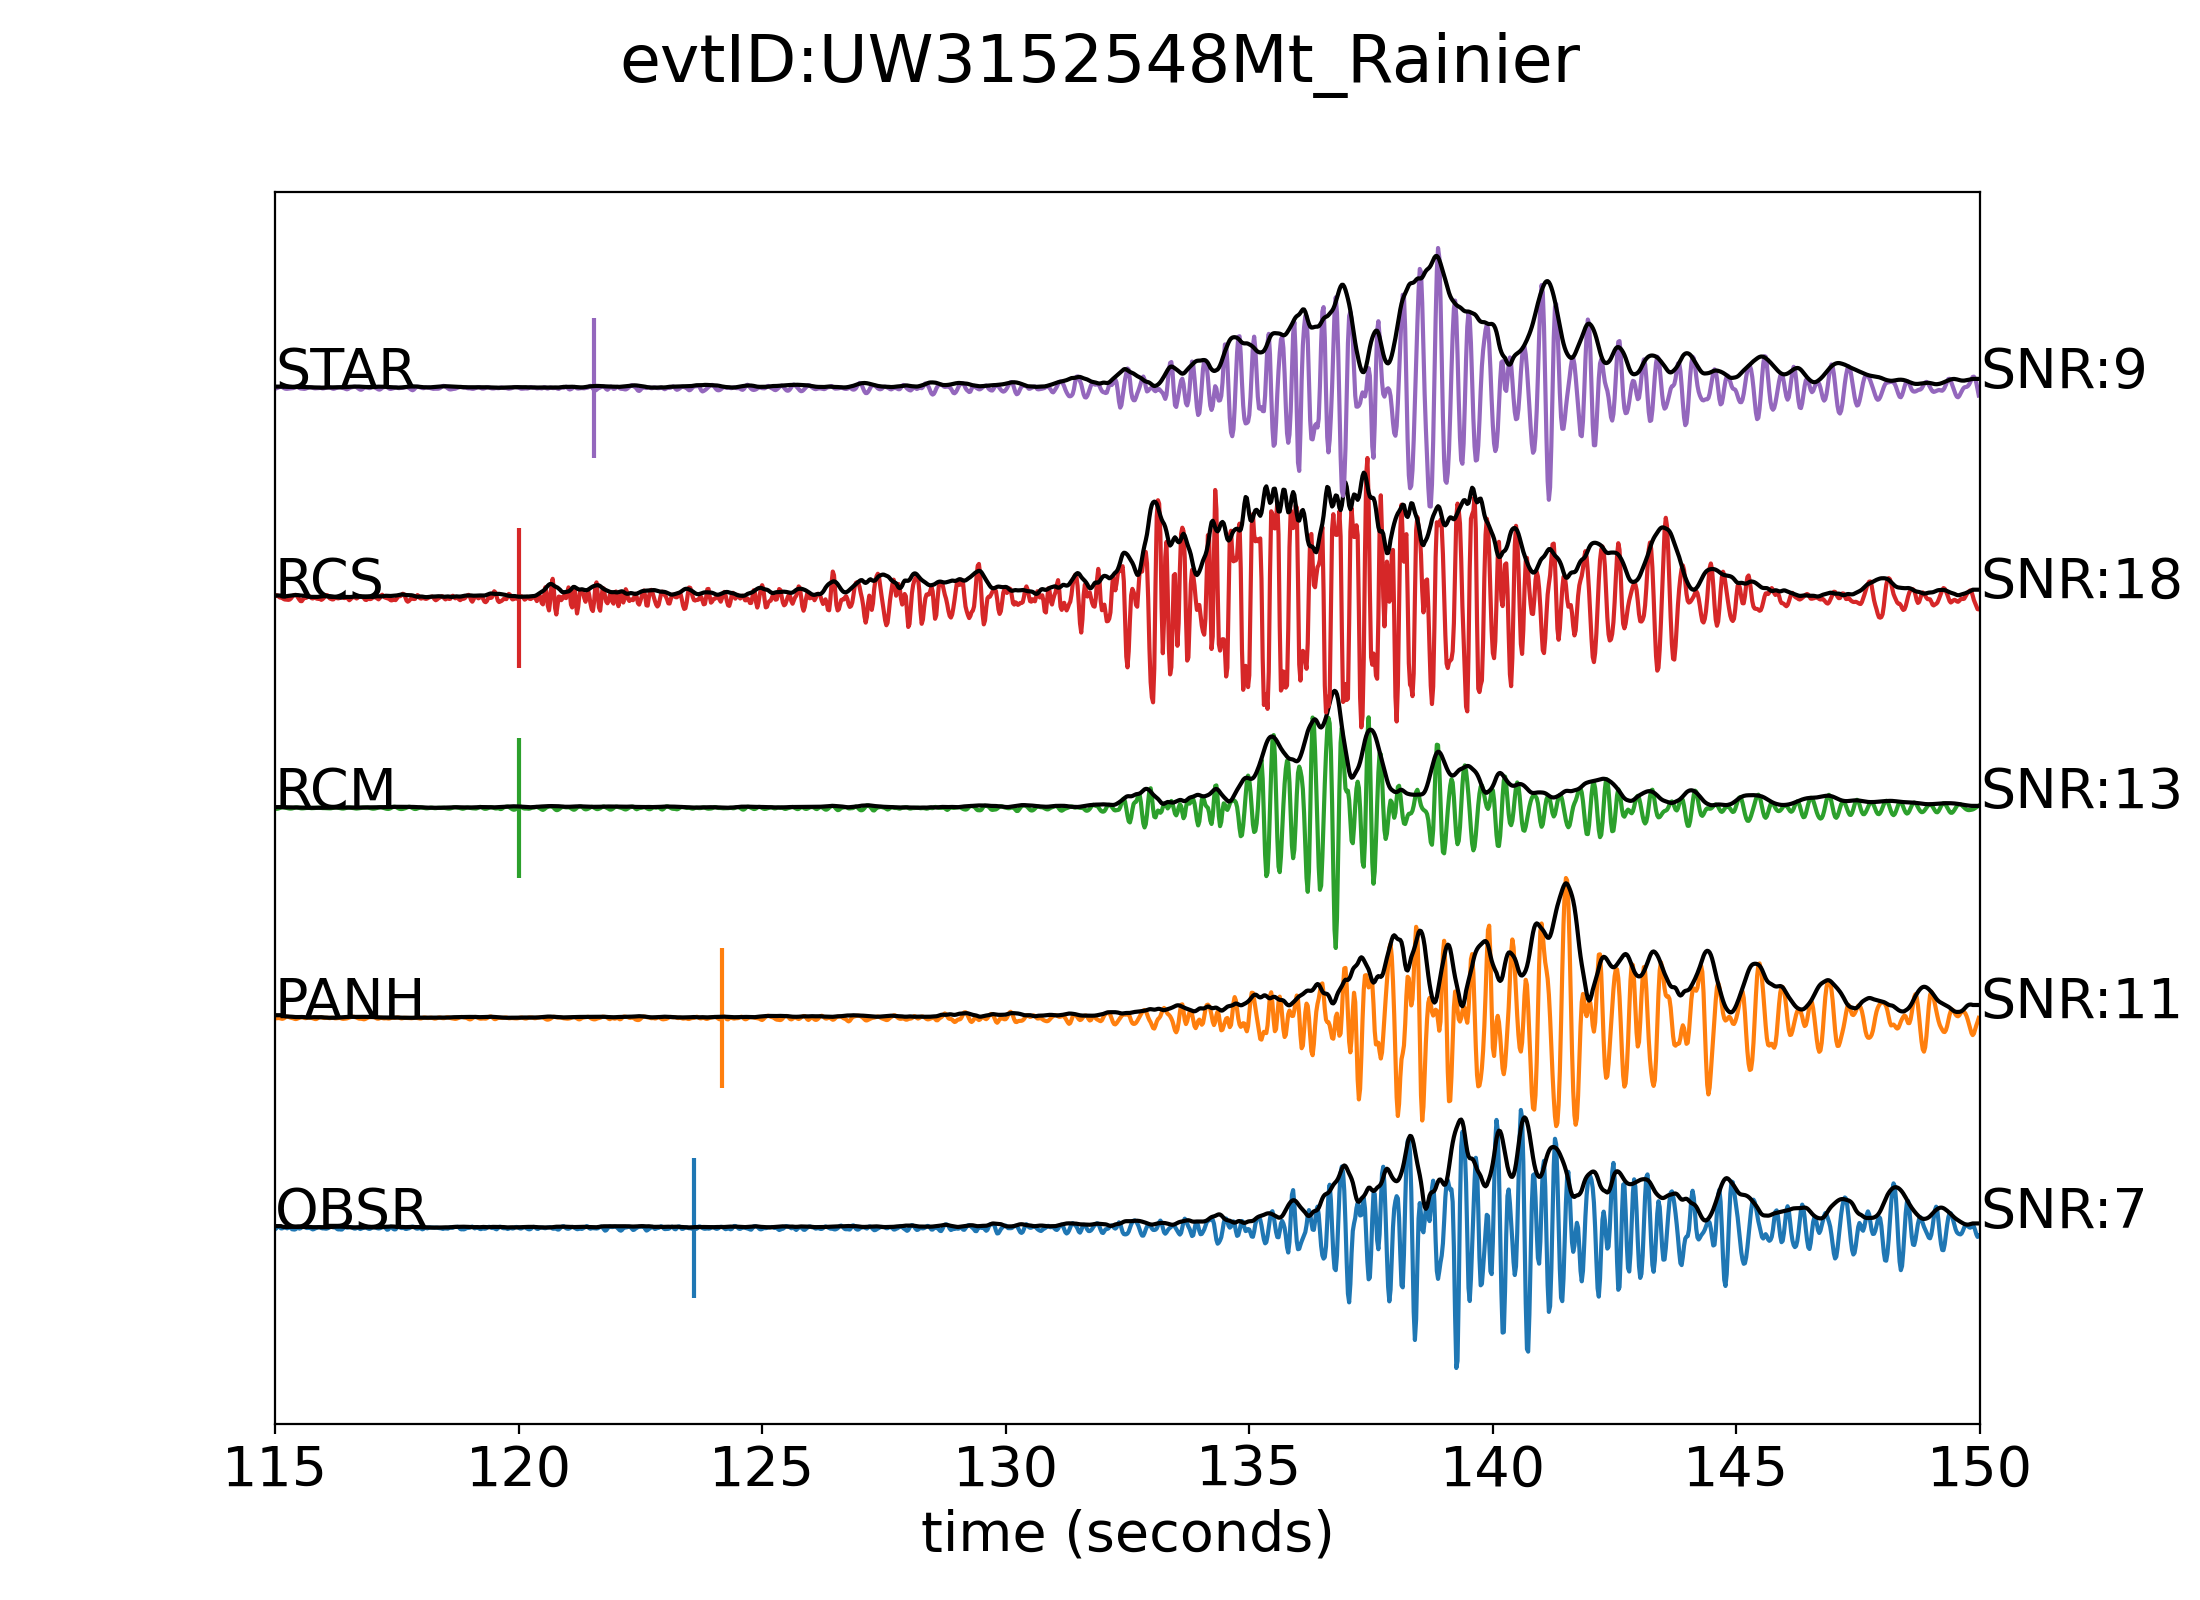 evtID:UW3152548Mt_Rainier
STAR SNR:9
RCS SNR:18
RCM SNR:13
PANH SNR:11
OBSR SNR:7
115 120 125 130 135 140 145 150
time (seconds)